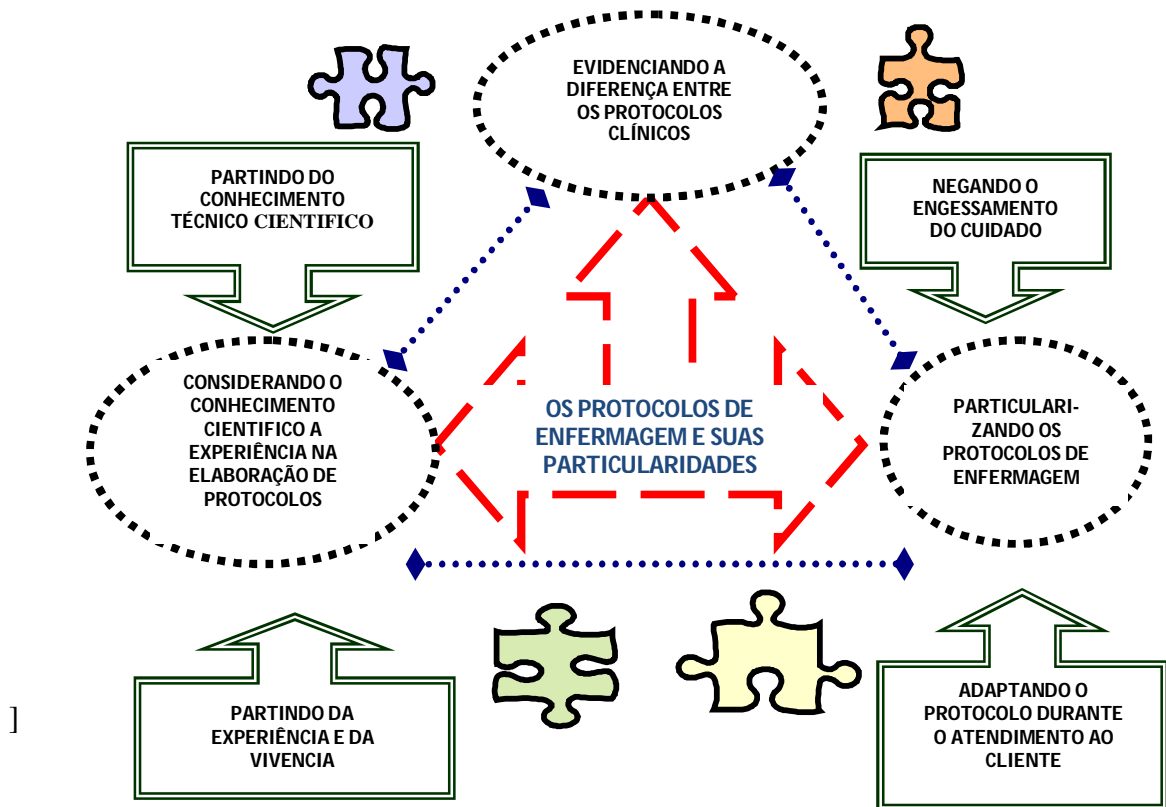 EVIDENCIANDO A
DIFERENÇA ENTRE
OS PROTOCOLOS
CLÍNICOS
PARTINDO DO
CONHECIMENTO
TÉCNICO CIENTIFICO
NEGANDO O
ENGESSAMENTO
DO CUIDADO
CONSIDERANDO O
CONHECIMENTO
CIENTIFICO A
EXPERIÊNCIA NA
ELABORAÇÃO DE
PROTOCOLOS
OS PROTOCOLOS DE
ENFERMAGEM E SUAS
PARTICULARIDADES
PARTICULARI-
ZANDO OS
PROTOCOLOS DE
ENFERMAGEM
PARTINDO DA
EXPERIÊNCIA E DA
VIVENCIA
ADAPTANDO O
PROTOCOLO DURANTE
O ATENDIMENTO AO
CLIENTE
]